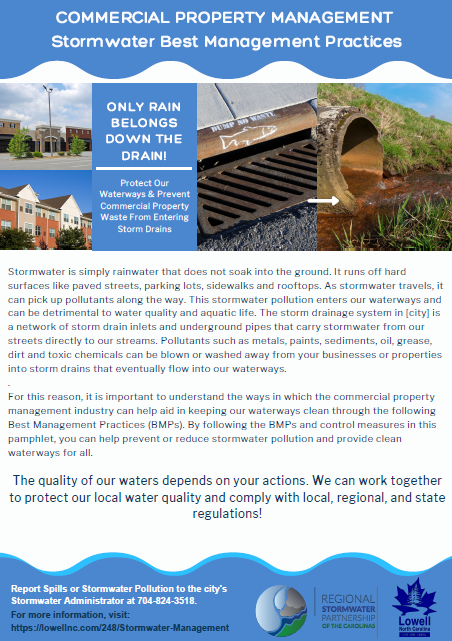 COMMERCIAL PROPERTY MANAGEMENT
Stormwater Best Management Practices
ONLY RAIN
BELONGS
DOWN THE
DRAIN!
Protect Our
Waterways & Prevent
Commercial Property
Waste From Entering
Storm Drains
DUMP NO WASTE
Stormwater is simply rainwater that does not soak into the ground. It runs off hard
surfaces like paved streets, parking lots, sidewalks and rooftops. As stormwater travels, it
can pick up pollutants along the way. This stormwater pollution enters our waterways and
can be detrimental to water quality and aquatic life. The storm drainage system in [city] is
a network of storm drain inlets and underground pipes that carry stormwater from our
streets directly to our streams. Pollutants such as metals, paints, sediments, oil, grease,
dirt and toxic chemicals can be blown or washed away from your businesses or properties
into storm drains that eventually flow into our waterways.
.
For this reason, it is important to understand the ways in which the commercial property
management industry can help aid in keeping our waterways clean through the following
Best Management Practices (BMPs). By following the BMPs and control measures in this
pamphlet, you can help prevent or reduce stormwater pollution and provide clean
waterways for all.
The quality of our waters depends on your actions. We can work together
to protect our local water quality and comply with local, regional, and state
regulations!
Report Spills or Stormwater Pollution to the city's
Stormwater Administrator at 704-824-3518.
For more information, visit:
https://lowellnc.com/248/Stormwater-Management
REGIONAL
STORMWATER
PARTNERSHIP
OF THE CAROLINAS
Lowell
North Carolina